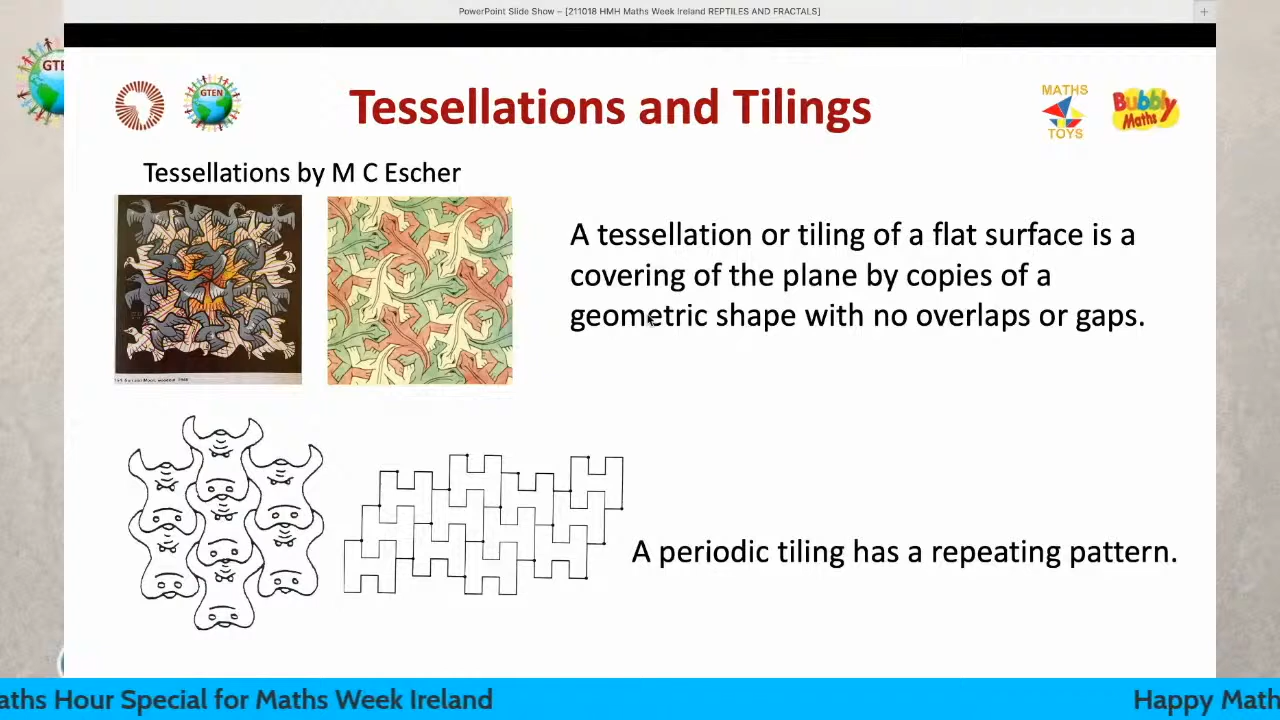 PowerPoint Slide Show – [211018 HMH Maths Week Ireland REPTILES AND FRACTALS]
GTE
GTEN
Tessellations and Tilings
MATHS
TOYS
Bubbly
Maths
Tessellations by M C Escher
A tessellation or tiling of a flat surface is a
covering of the plane by copies of a
geometric shape with no overlaps or gaps.
A periodic tiling has a repeating pattern.
aths Hour Special for Maths Week Ireland
Happy Math